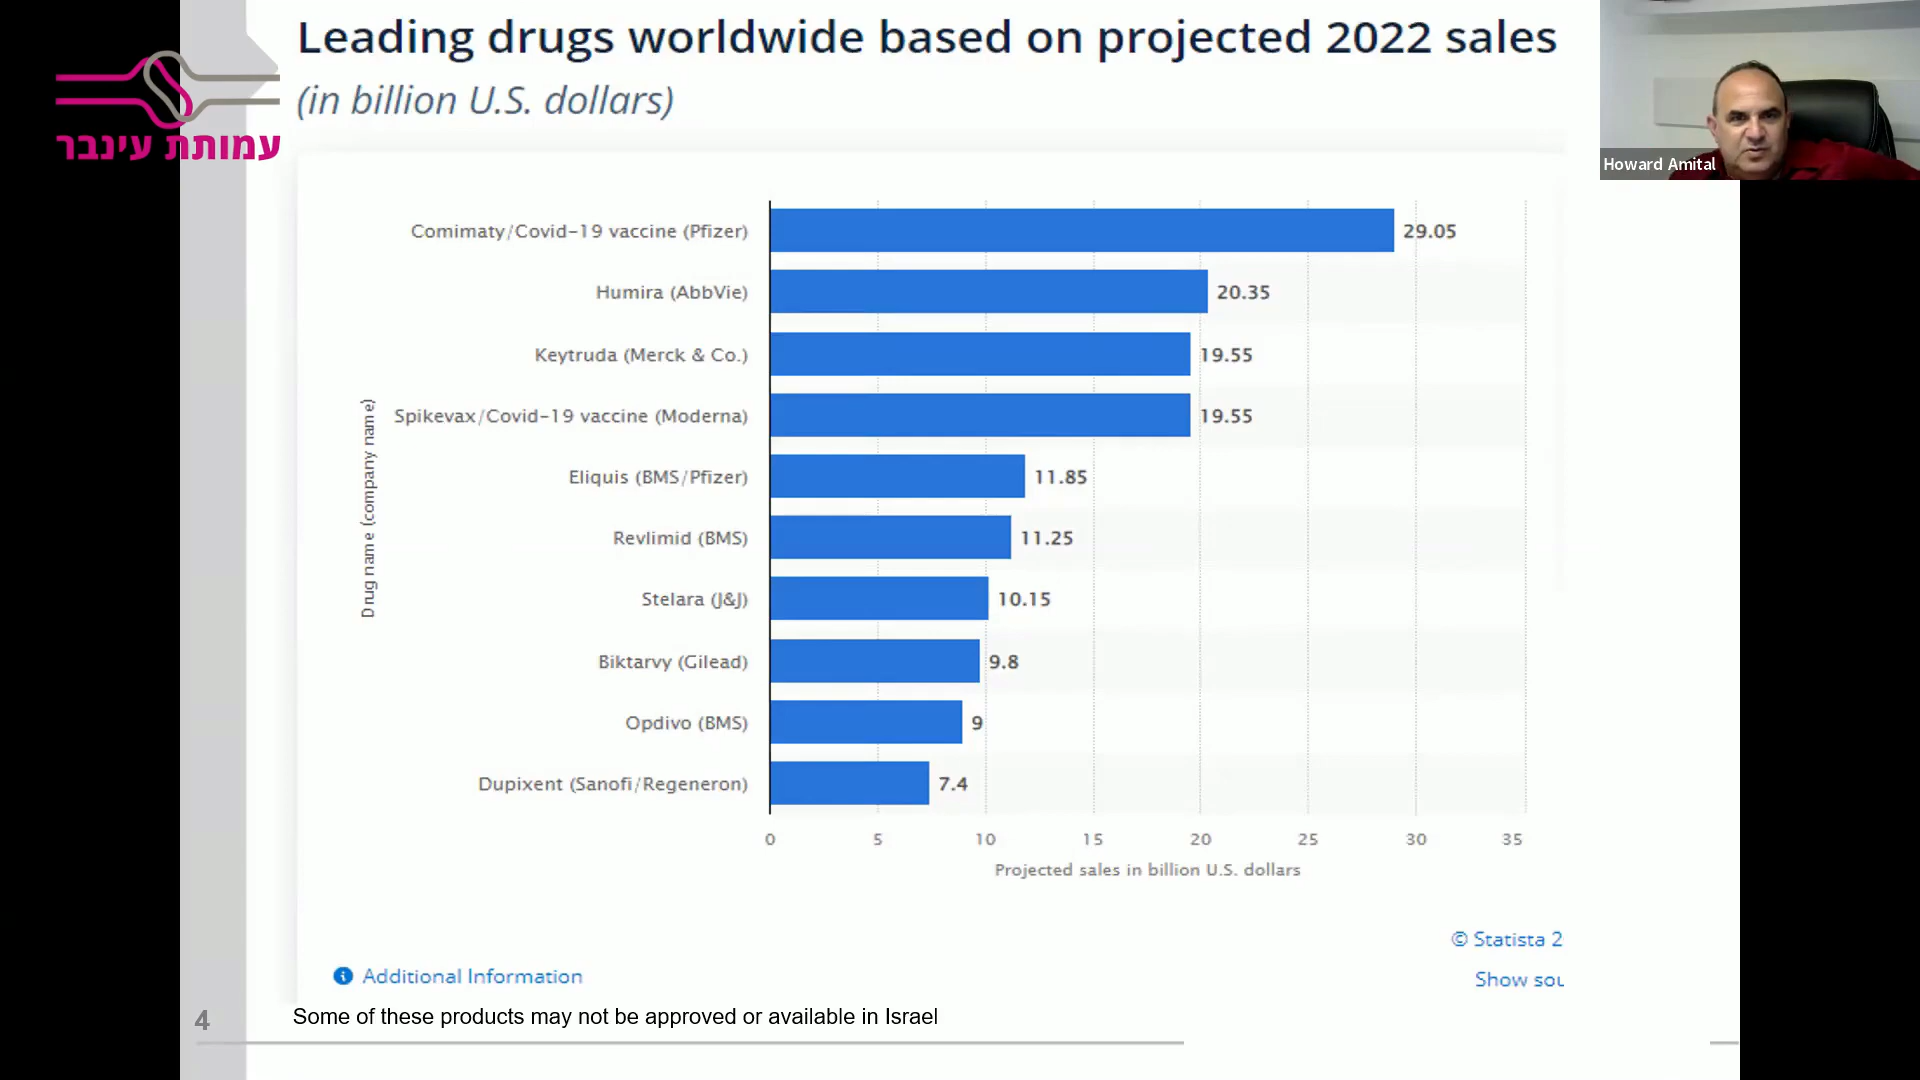 Leading drugs worldwide based on projected 2022 sales
(in billion U.S. dollars)
עמותת עינבר
Howard Amital
Drug name (company name)
Comimaty/Covid-19 vaccine (Pfizer) 29.05
Humira (AbbVie) 20.35
Keytruda (Merck & Co.) 19.55
Spikevax/Covid-19 vaccine (Moderna) 19.55
Eliquis (BMS/Pfizer) 11.85
Revlimid (BMS) 11.25
Stelara (J&J) 10.15
Biktarvy (Gilead) 9.8
Opdivo (BMS) 9
Dupixent (Sanofi/Regeneron) 7.4
0 5 10 15 20 25 30 35
Projected sales in billion U.S. dollars
© Statista 2
Additional Information
Show sou
4 Some of these products may not be approved or available in Israel